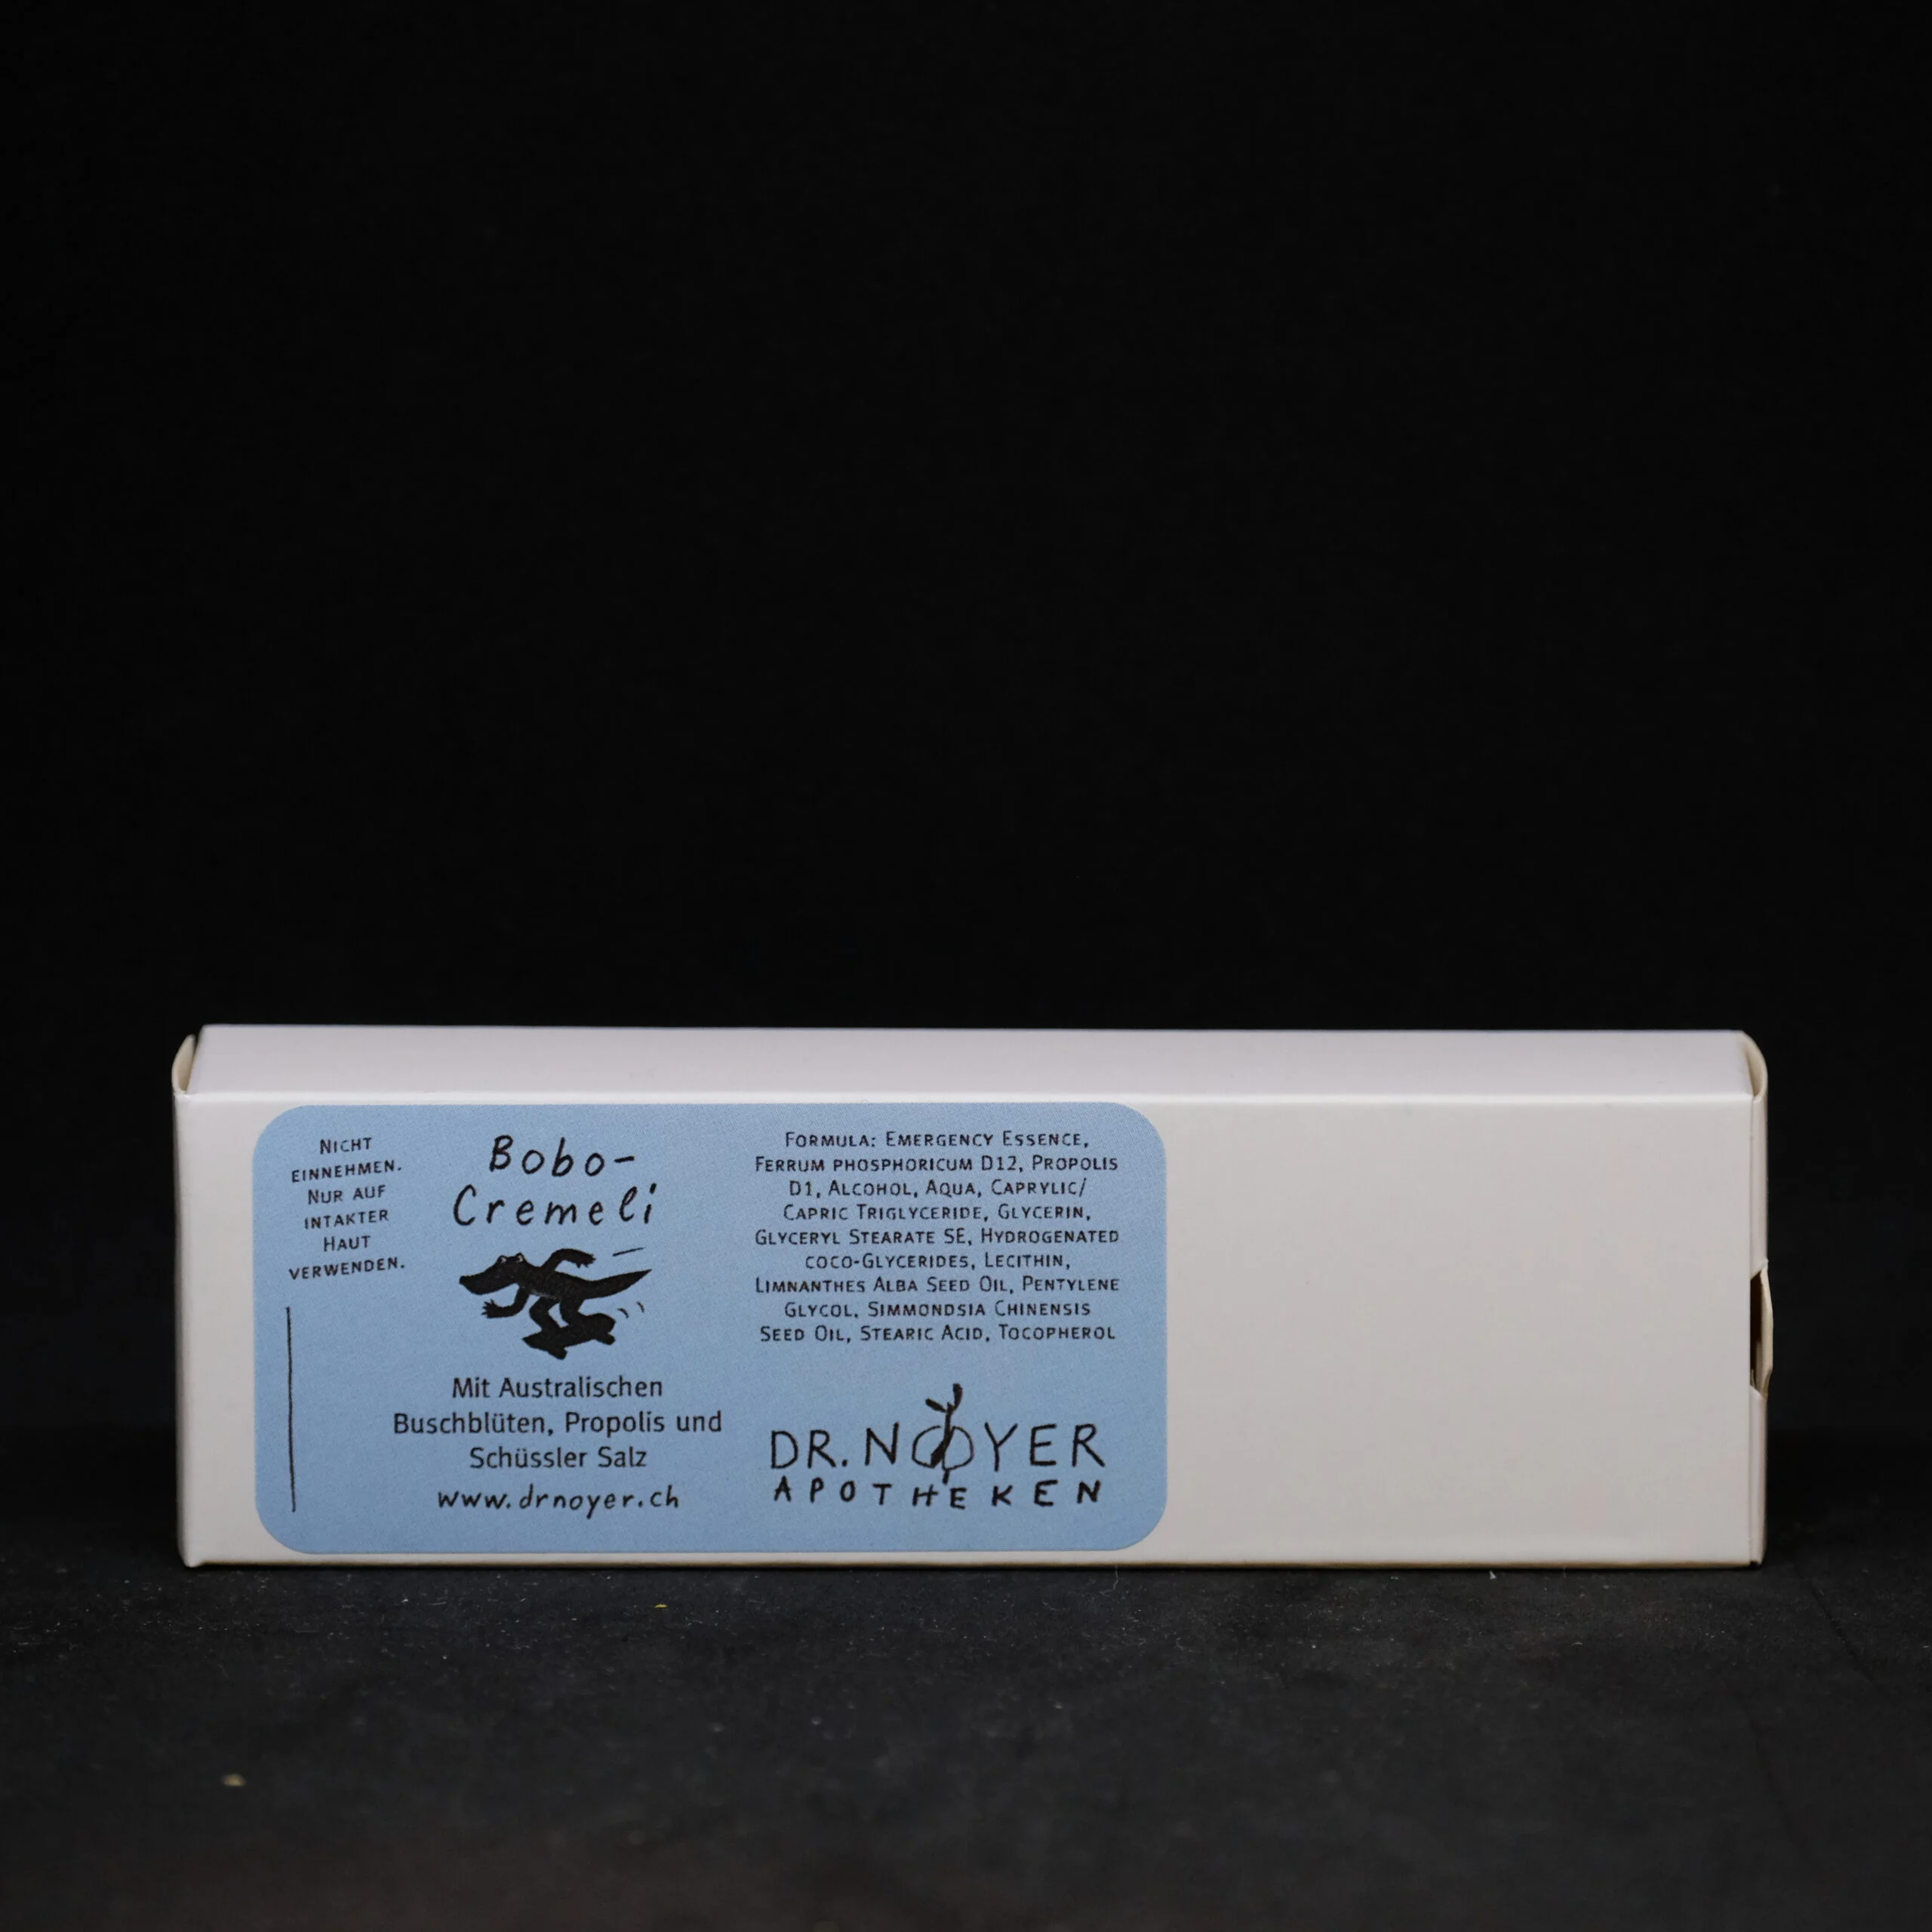 Nicht
einnehmen.
Nur auf
intakter
Haut
verwenden.
Bobo-
Cremeli
Mit Australischen
Buschblüten, Propolis und
Schüssler Salz
www.drnoyer.ch
Formula: Emergency Essence,
Ferrum phosphoricum D12, Propolis
D1, Alcohol, Aqua, Caprylic/
Capric Triglyceride, Glycerin,
Glyceryl Stearate SE, Hydrogenated
coco-Glycerides, Lecithin,
Limnanthes Alba Seed Oil, Pentylene
Glycol, Simmondsia Chinensis
Seed Oil, Stearic Acid, Tocopherol
DR. NOYER
APOTHEKEN